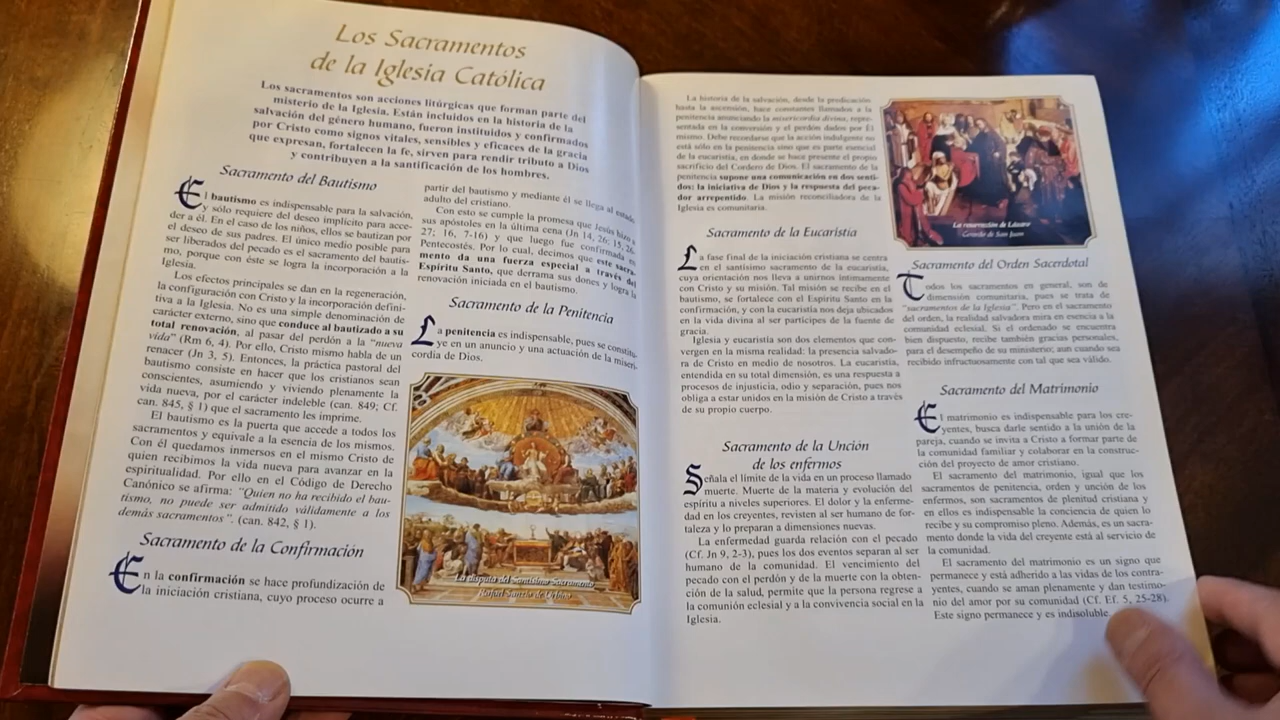 Los Sacramentos
de la Iglesia Católica
Los sacramentos son acciones litúrgicas que forman parte del
misterio de la Iglesia. Están incluidos en la historia de la
salvación del género humano, fueron instituidos y confirmados
por Cristo como signos vitales, sensibles y eficaces de la gracia
que expresan, fortalecen la fe, sirven para rendir tributo a Dios
y contribuyen a la santificación de los hombres.
Sacramento del Bautismo
El bautismo es indispensable para la salvación,
y sólo requiere del deseo implícito para acce-
der a él. En el caso de los niños, ellos se bautizan por
el deseo de sus padres. El único medio posible para
ser liberados del pecado es el sacramento del bautis-
mo, porque con éste se logra la incorporación a la
Iglesia.
Los efectos principales se dan en la regeneración,
la configuración con Cristo y la incorporación defini-
tiva a la Iglesia. No es una simple denominación de
carácter externo, sino que conduce al bautizado a su
total renovación, al pasar del perdón a la "nueva
vida" (Rm 6, 4). Por ello, Cristo mismo habla de un
renacer (Jn 3, 5). Entonces, la práctica pastoral del
bautismo consiste en hacer que los cristianos sean
conscientes, asumiendo y viviendo plenamente la
vida nueva, por el carácter indeleble (can. 849; Cf.
can. 845, § 1) que el sacramento les imprime.
El bautismo es la puerta que accede a todos los
sacramentos y equivale a la esencia de los mismos.
Con él quedamos inmersos en el mismo Cristo de
quien recibimos la vida nueva para avanzar en la
espiritualidad. Por ello en el Código de Derecho
Canónico se afirma: "Quien no ha recibido el bau-
tismo, no puede ser admitido válidamente a los
demás sacramentos". (can. 842, § 1).
Sacramento de la Confirmación
En la confirmación se hace profundización de
la iniciación cristiana, cuyo proceso ocurre a
partir del bautismo y mediante él se llega al estado
adulto del cristiano.
Con esto se cumple la promesa que Jesús hizo a
sus apóstoles en la última cena (Jn 14, 26; 15, 26-
27; 16, 7-16) y que luego fue confirmada en
Pentecostés. Por lo cual, decimos que este sacra-
mento da una fuerza especial a través del
Espíritu Santo, que derrama sus dones y logra la
renovación iniciada en el bautismo.
Sacramento de la Penitencia
La penitencia es indispensable, pues se constitu-
ye en un anuncio y una actuación de la miseri-
cordia de Dios.
La disputa del Santísimo Sacramento
Rafael Sanzio de Urbino
La historia de la salvación, desde la predicación
hasta la ascensión, hace constantes llamados a la
penitencia anunciando la misericordia divina, repre-
sentada en la conversión y el perdón dados por Él
mismo. Debe recordarse que la acción indulgente no
está sólo en la penitencia sino que es parte esencial
de la eucaristía, en donde se hace presente el propio
sacrificio del Cordero de Dios. El sacramento de la
penitencia supone una comunicación en dos senti-
dos: la iniciativa de Dios y la respuesta del peca-
dor arrepentido. La misión reconciliadora de la
Iglesia es comunitaria.
Sacramento de la Eucaristía
La fase final de la iniciación cristiana se centra
en el santísimo sacramento de la eucaristía,
cuya orientación nos lleva a unirnos íntimamente
con Cristo y su misión. Tal misión se recibe en el
bautismo, se fortalece con el Espíritu Santo en la
confirmación, y con la eucaristía nos deja ubicados
en la vida divina al ser partícipes de la fuente de
gracia.
Iglesia y eucaristía son dos elementos que con-
vergen en la misma realidad: la presencia salvado-
ra de Cristo en medio de nosotros. La eucaristía,
entendida en su total dimensión, es una respuesta a
procesos de injusticia, odio y separación, pues nos
obliga a estar unidos en la misión de Cristo a través
de su propio cuerpo.
Sacramento de la Unción
de los enfermos
Señala el límite de la vida en un proceso llamado
muerte. Muerte de la materia y evolución del
espíritu a niveles superiores. El dolor y la enferme-
dad en los creyentes, revisten al ser humano de for-
taleza y lo preparan a dimensiones nuevas.
La enfermedad guarda relación con el pecado
(Cf. Jn 9, 2-3), pues los dos eventos separan al ser
humano de la comunidad. El vencimiento del
pecado con el perdón y de la muerte con la obten-
ción de la salud, permite que la persona regrese a
la comunión eclesial y a la convivencia social en la
Iglesia.
La resurrección de Lázaro
Gerardo de San Juan
Sacramento del Orden Sacerdotal
Todos los sacramentos en general, son de
dimensión comunitaria, pues se trata de
"sacramentos de la Iglesia". Pero en el sacramento
del orden, la realidad salvadora mira en esencia a la
comunidad eclesial. Si el ordenado se encuentra
bien dispuesto, recibe también gracias personales,
para el desempeño de su ministerio; aun cuando sea
recibido infructuosamente con tal que sea válido.
Sacramento del Matrimonio
El matrimonio es indispensable para los cre-
yentes, busca darle sentido a la unión de la
pareja, cuando se invita a Cristo a formar parte de
la comunidad familiar y colaborar en la construc-
ción del proyecto de amor cristiano.
El sacramento del matrimonio, igual que los
sacramentos de penitencia, orden y unción de los
enfermos, son sacramentos de plenitud cristiana y
en ellos es indispensable la conciencia de quien lo
recibe y su compromiso pleno. Además, es un sacra-
mento donde la vida del creyente está al servicio de
la comunidad.
El sacramento del matrimonio es un signo que
permanece y está adherido a las vidas de los contra-
yentes, cuando se aman plenamente y dan testimo-
nio del amor por su comunidad (Cf. Ef. 5, 25-28).
Este signo permanece y es indisoluble.